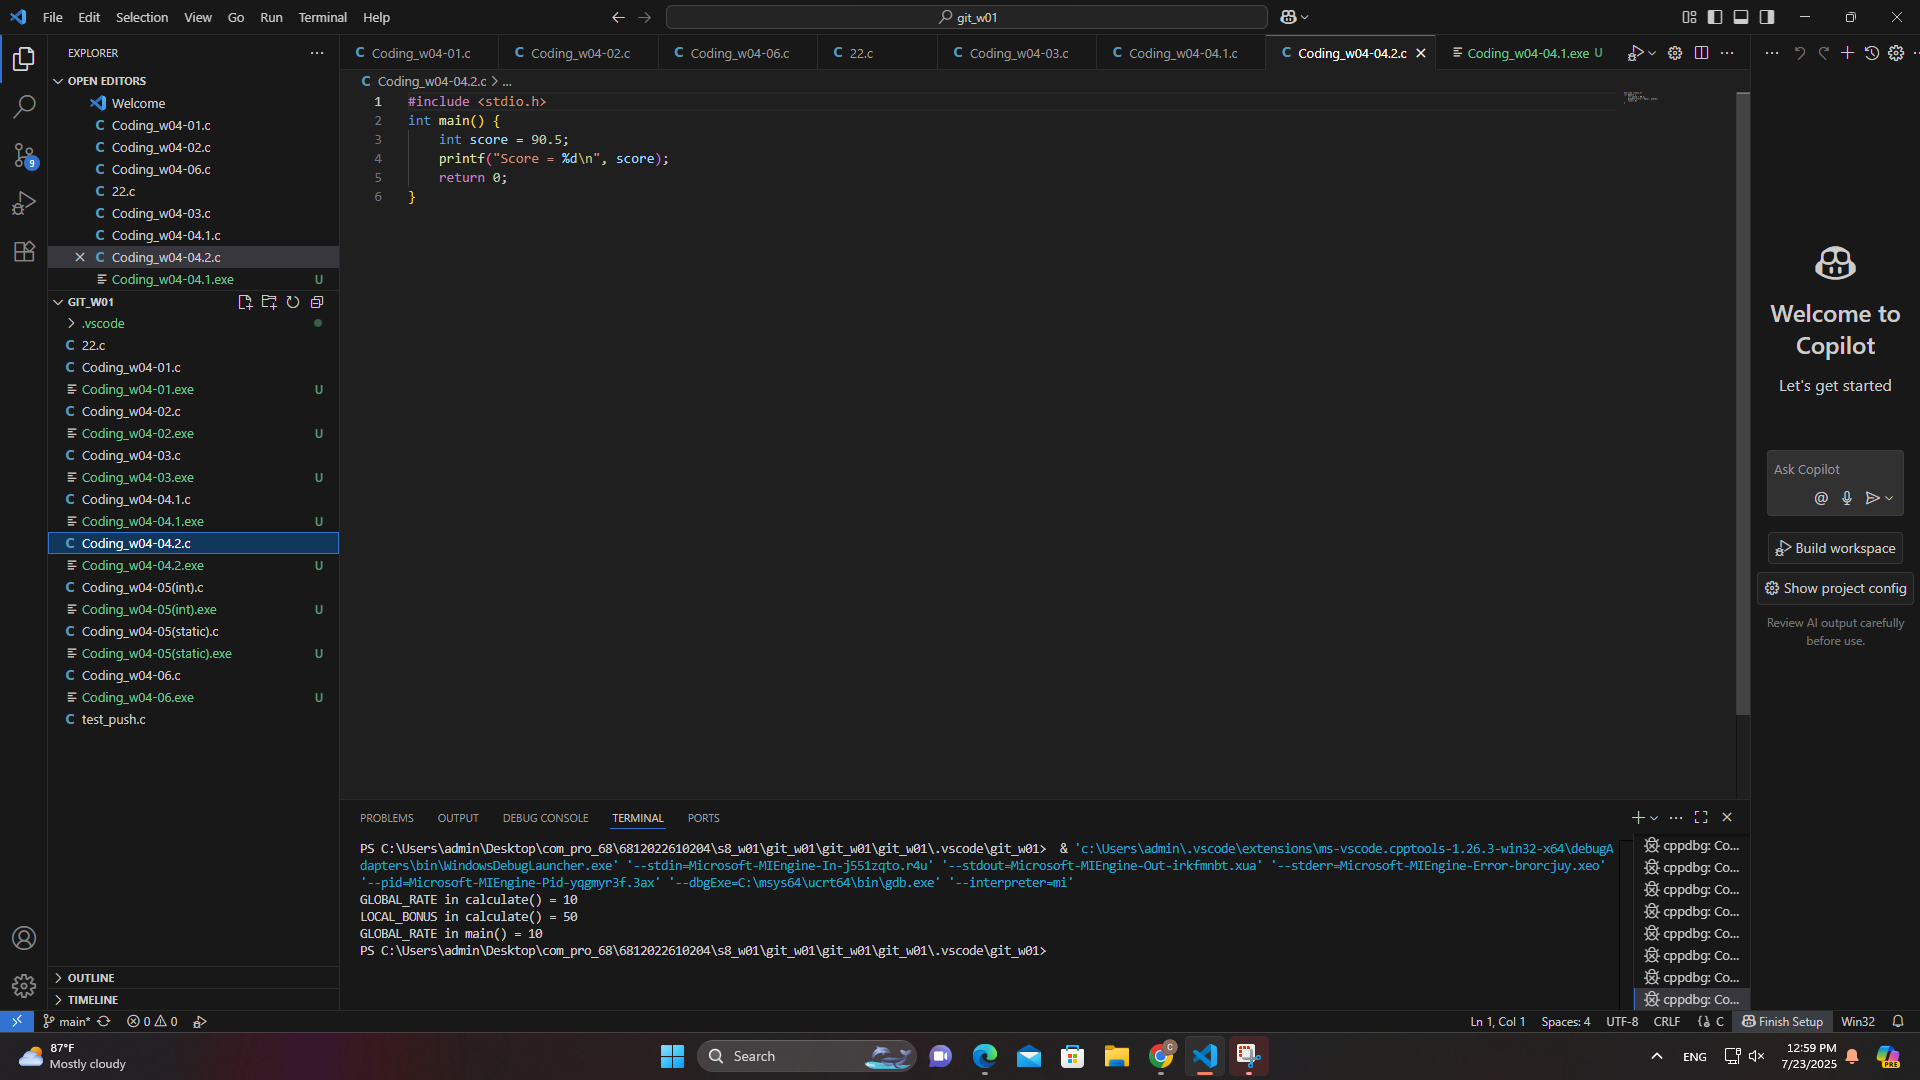 File Edit Selection View Go Run Terminal Help
git_w01
EXPLORER
OPEN EDITORS
Welcome
Coding_w04-01.c
Coding_w04-02.c
Coding_w04-06.c
22.c
Coding_w04-03.c
Coding_w04-04.1.c
Coding_w04-04.2.c
Coding_w04-04.1.exe U
GIT_W01
.vscode
22.c
Coding_w04-01.c
Coding_w04-01.exe U
Coding_w04-02.c
Coding_w04-02.exe U
Coding_w04-03.c
Coding_w04-03.exe U
Coding_w04-04.1.c
Coding_w04-04.1.exe U
Coding_w04-04.2.c
Coding_w04-04.2.exe U
Coding_w04-05(int).c
Coding_w04-05(int).exe U
Coding_w04-05(static).c
Coding_w04-05(static).exe U
Coding_w04-06.c
Coding_w04-06.exe U
test_push.c
OUTLINE
TIMELINE
9
Coding_w04-01.c Coding_w04-02.c Coding_w04-06.c 22.c Coding_w04-03.c Coding_w04-04.1.c Coding_w04-04.2.c Coding_w04-04.1.exe U
Coding_w04-04.2.c > ...
1 #include <stdio.h>
2 int main() {
3 int score = 90.5;
4 printf("Score = %d\n", score);
5 return 0;
6 }
PROBLEMS OUTPUT DEBUG CONSOLE TERMINAL PORTS
PS C:\Users\admin\Desktop\com_pro_68\6812022610204\s8_w01\git_w01\git_w01\git_w01\.vscode\git_w01> & 'c:\Users\admin\.vscode\extensions\ms-vscode.cpptools-1.26.3-win32-x64\debugA
dapters\bin\WindowsDebugLauncher.exe' '--stdin=Microsoft-MIEngine-In-j551zqto.r4u' '--stdout=Microsoft-MIEngine-Out-irkfmnbt.xua' '--stderr=Microsoft-MIEngine-Error-brorcjuy.xeo'
'--pid=Microsoft-MIEngine-Pid-yqgmyr3f.3ax' '--dbgExe=C:\msys64\ucrt64\bin\gdb.exe' '--interpreter=mi'
GLOBAL_RATE in calculate() = 10
LOCAL_BONUS in calculate() = 50
GLOBAL_RATE in main() = 10
PS C:\Users\admin\Desktop\com_pro_68\6812022610204\s8_w01\git_w01\git_w01\git_w01\.vscode\git_w01>
cppdbg: Co...
cppdbg: Co...
cppdbg: Co...
cppdbg: Co...
cppdbg: Co...
cppdbg: Co...
cppdbg: Co...
cppdbg: Co...
Welcome to
Copilot
Let's get started
Ask Copilot
Build workspace
Show project config
Review AI output carefully
before use.
main* 0 0 Ln 1, Col 1 Spaces: 4 UTF-8 CRLF C Finish Setup Win32
87°F
Mostly cloudy
Search
C
ENG
12:59 PM
7/23/2025
PRE